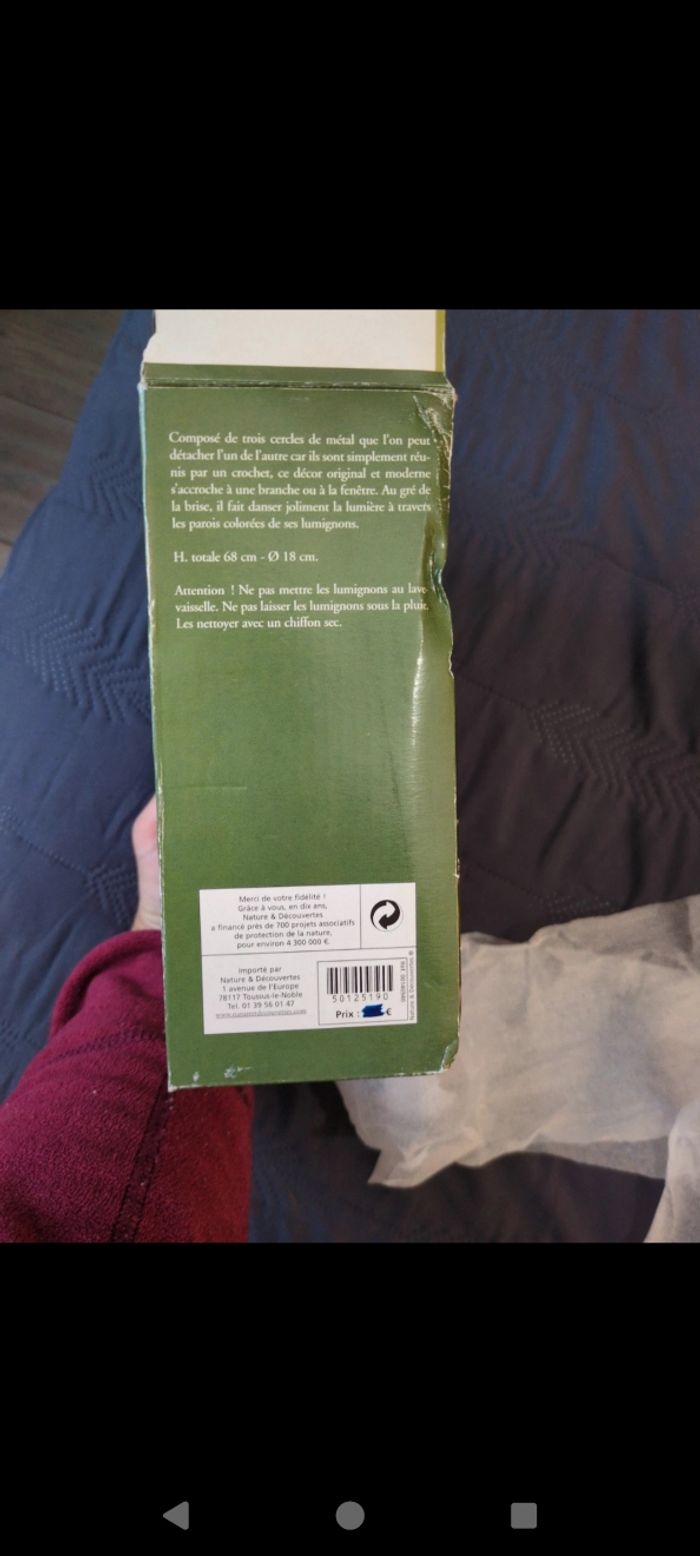 Composé de trois cercles de métal que l'on peut
détacher l'un de l'autre car ils sont simplement réu-
nis par un crochet, ce décor original et moderne
s'accroche à une branche ou à la fenêtre. Au gré de
la brise, il fait danser joliment la lumière à travers
les parois colorées de ses lumignons.
H. totale 68 cm - Ø 18 cm.
Attention ! Ne pas mettre les lumignons au lave-
vaisselle. Ne pas laisser les lumignons sous la pluie.
Les nettoyer avec un chiffon sec.
Merci de votre fidélité !
Grâce à vous, en dix ans,
Nature & Découvertes
a financé près de 700 projets associatifs
de protection de la nature,
pour environ 4 300 000 €.
Importé par
Nature & Découvertes
1 avenue de l'Europe
78117 Toussus-le-Noble
Tel. 01 39 56 01 47
www.natureetdecouvertes.com
50125190
Prix : €
Nature & Découvertes ®